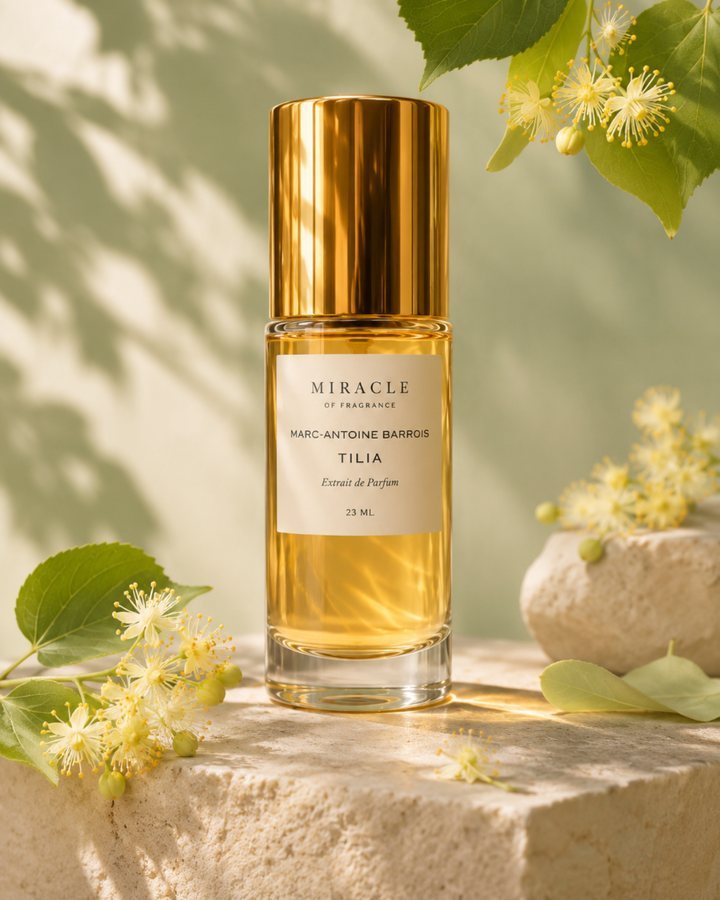 MIRACLE
OF FRAGRANCE
MARC-ANTOINE BARROIS
TILIA
Extrait de Parfum
23 ML